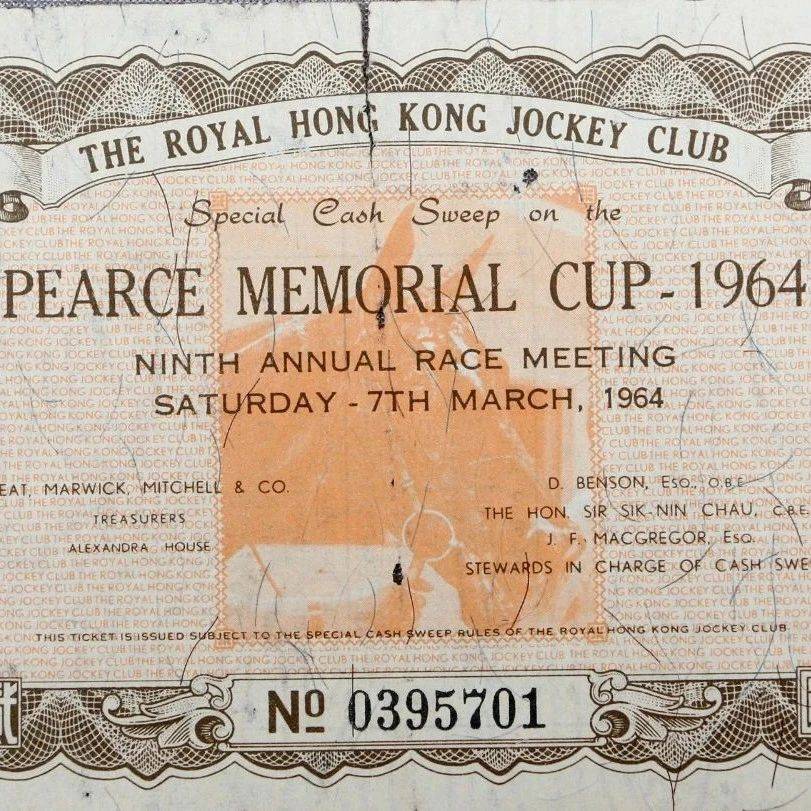 THE ROYAL HONG KONG JOCKEY CLUB
Special Cash Sweep on the
PEARCE MEMORIAL CUP - 1964
NINTH ANNUAL RACE MEETING
SATURDAY - 7TH MARCH, 1964
EAT, MARWICK, MITCHELL & CO.
TREASURERS
ALEXANDRA HOUSE
D. BENSON, ESQ., O.B.E.
THE HON. SIR SIK-NIN CHAU, C.B.E.
J. F. MACGREGOR, ESQ.
STEWARDS IN CHARGE OF CASH SWE
THIS TICKET IS ISSUED SUBJECT TO THE SPECIAL CASH SWEEP RULES OF THE ROYAL HONG KONG JOCKEY CLUB
Nº 0395701